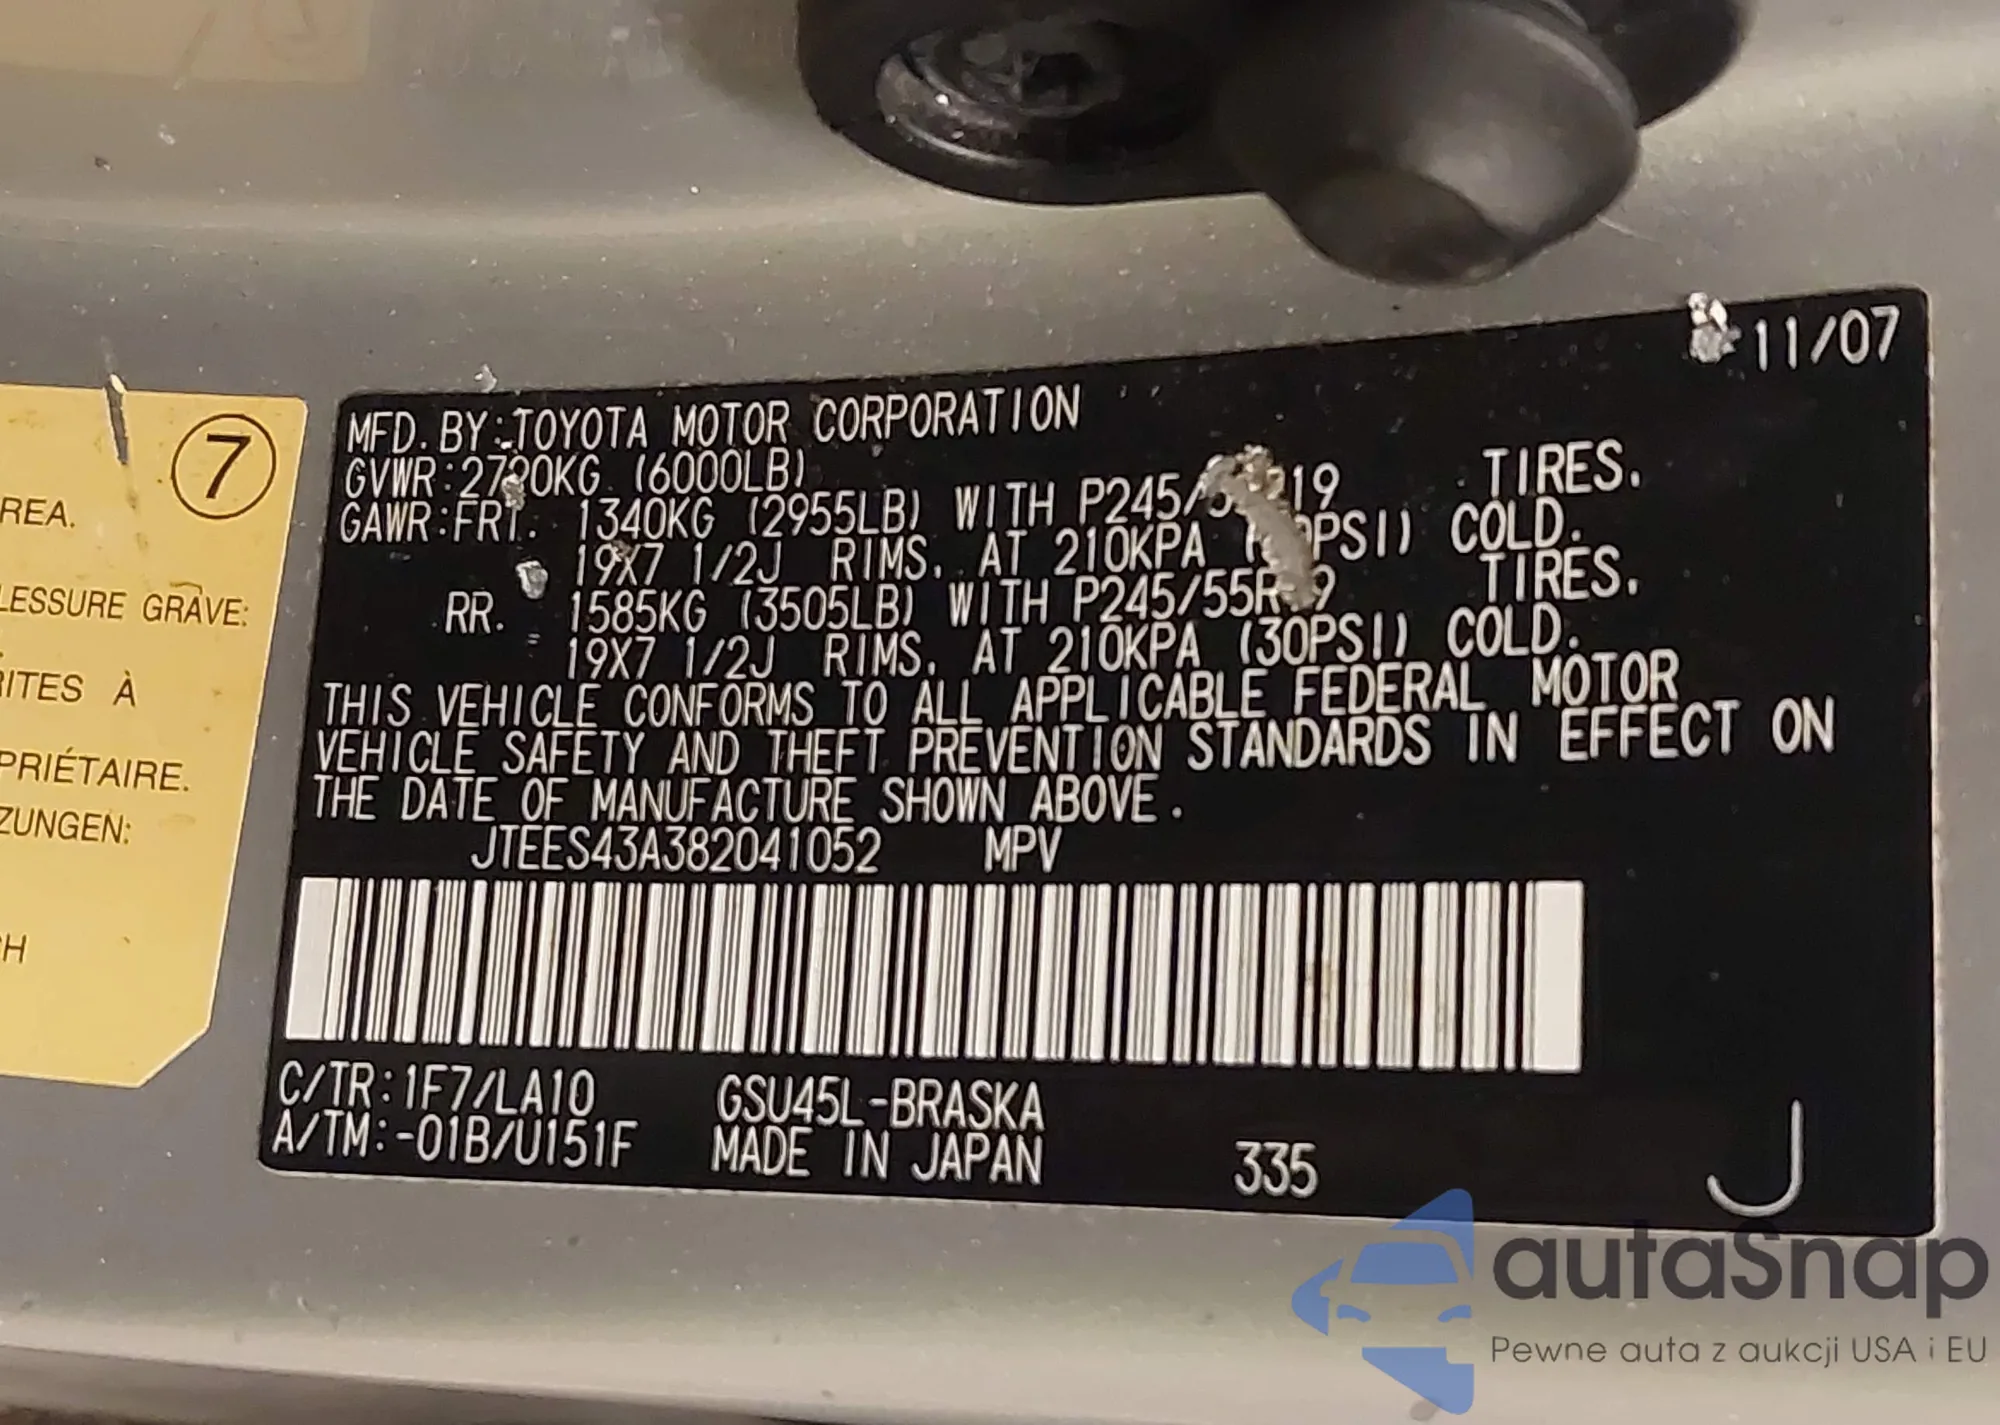 11/07
MFD. BY: TOYOTA MOTOR CORPORATION
GVWR: (6000LB)
GAWR:FRT. 1340KG (2955LB) WITH TIRES.
19X7 1/2J RIMS, AT 210KPA COLD.
RR. 1585KG (3505LB) WITH TIRES,
19X7 1/2J RIMS, AT 210KPA (30PSI) COLD.
THIS VEHICLE CONFORMS TO ALL APPLICABLE FEDERAL MOTOR
VEHICLE SAFETY AND THEFT PREVENTION STANDARDS IN EFFECT ON
THE DATE OF MANUFACTURE SHOWN ABOVE.
JTEES43A382041052 MPV
C/TR:1F7/LA10 GSU45L-BRASKA
A/TM:-01B/U151F MADE IN JAPAN 335 J
7
REA.
LESSURE GRAVE:
RITES À
PRIÉTAIRE.
ZUNGEN:
CH
autaSnap
Pewne auta z aukcji USA i EU